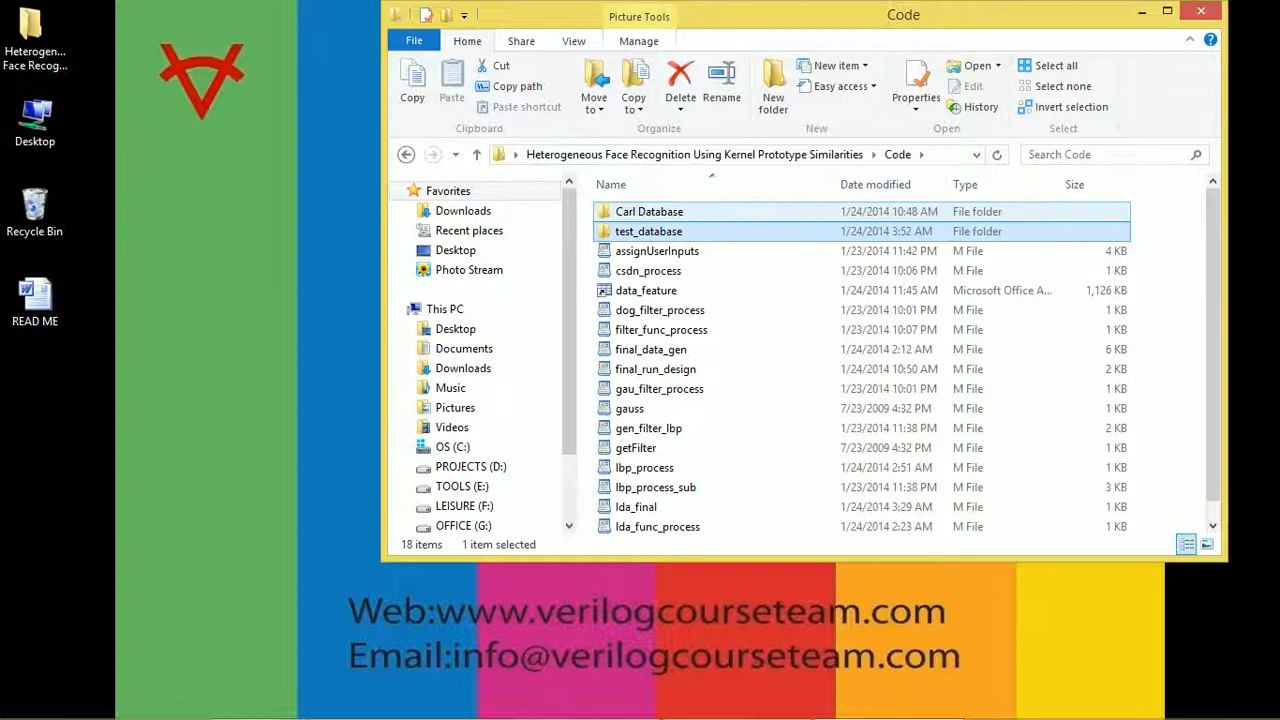 Heterogen...
Face Recog...
Desktop
Recycle Bin
READ ME
Picture Tools
Code
File
Home
Share
View
Manage
Copy
Paste
Cut
Copy path
Paste shortcut
Clipboard
Move to
Copy to
Delete
Rename
Organize
New folder
New item
Easy access
New
Properties
Open
Edit
History
Open
Select all
Select none
Invert selection
Select
Heterogeneous Face Recognition Using Kernel Prototype Similarities
Code
Search Code
Name Date modified Type Size
Favorites
Downloads
Recent places
Desktop
Photo Stream
This PC
Desktop
Documents
Downloads
Music
Pictures
Videos
OS (C:)
PROJECTS (D:)
TOOLS (E:)
LEISURE (F:)
OFFICE (G:)
Carl Database 1/24/2014 10:48 AM File folder
test_database 1/24/2014 3:52 AM File folder
assignUserInputs 1/23/2014 11:42 PM M File 4 KB
csdn_process 1/23/2014 10:06 PM M File 1 KB
data_feature 1/24/2014 11:45 AM Microsoft Office A... 1,126 KB
dog_filter_process 1/23/2014 10:01 PM M File 1 KB
filter_func_process 1/23/2014 10:07 PM M File 1 KB
final_data_gen 1/24/2014 2:12 AM M File 6 KB
final_run_design 1/24/2014 10:50 AM M File 2 KB
gau_filter_process 1/23/2014 10:01 PM M File 1 KB
gauss 7/23/2009 4:32 PM M File 1 KB
gen_filter_lbp 1/23/2014 11:38 PM M File 2 KB
getFilter 7/23/2009 4:32 PM M File 1 KB
lbp_process 1/24/2014 2:51 AM M File 1 KB
lbp_process_sub 1/23/2014 11:38 PM M File 3 KB
lda_final 1/24/2014 3:29 AM M File 1 KB
lda_func_process 1/24/2014 2:23 AM M File 1 KB
18 items 1 item selected
Web:www.verilogcourseteam.com
Email:info@verilogcourseteam.com